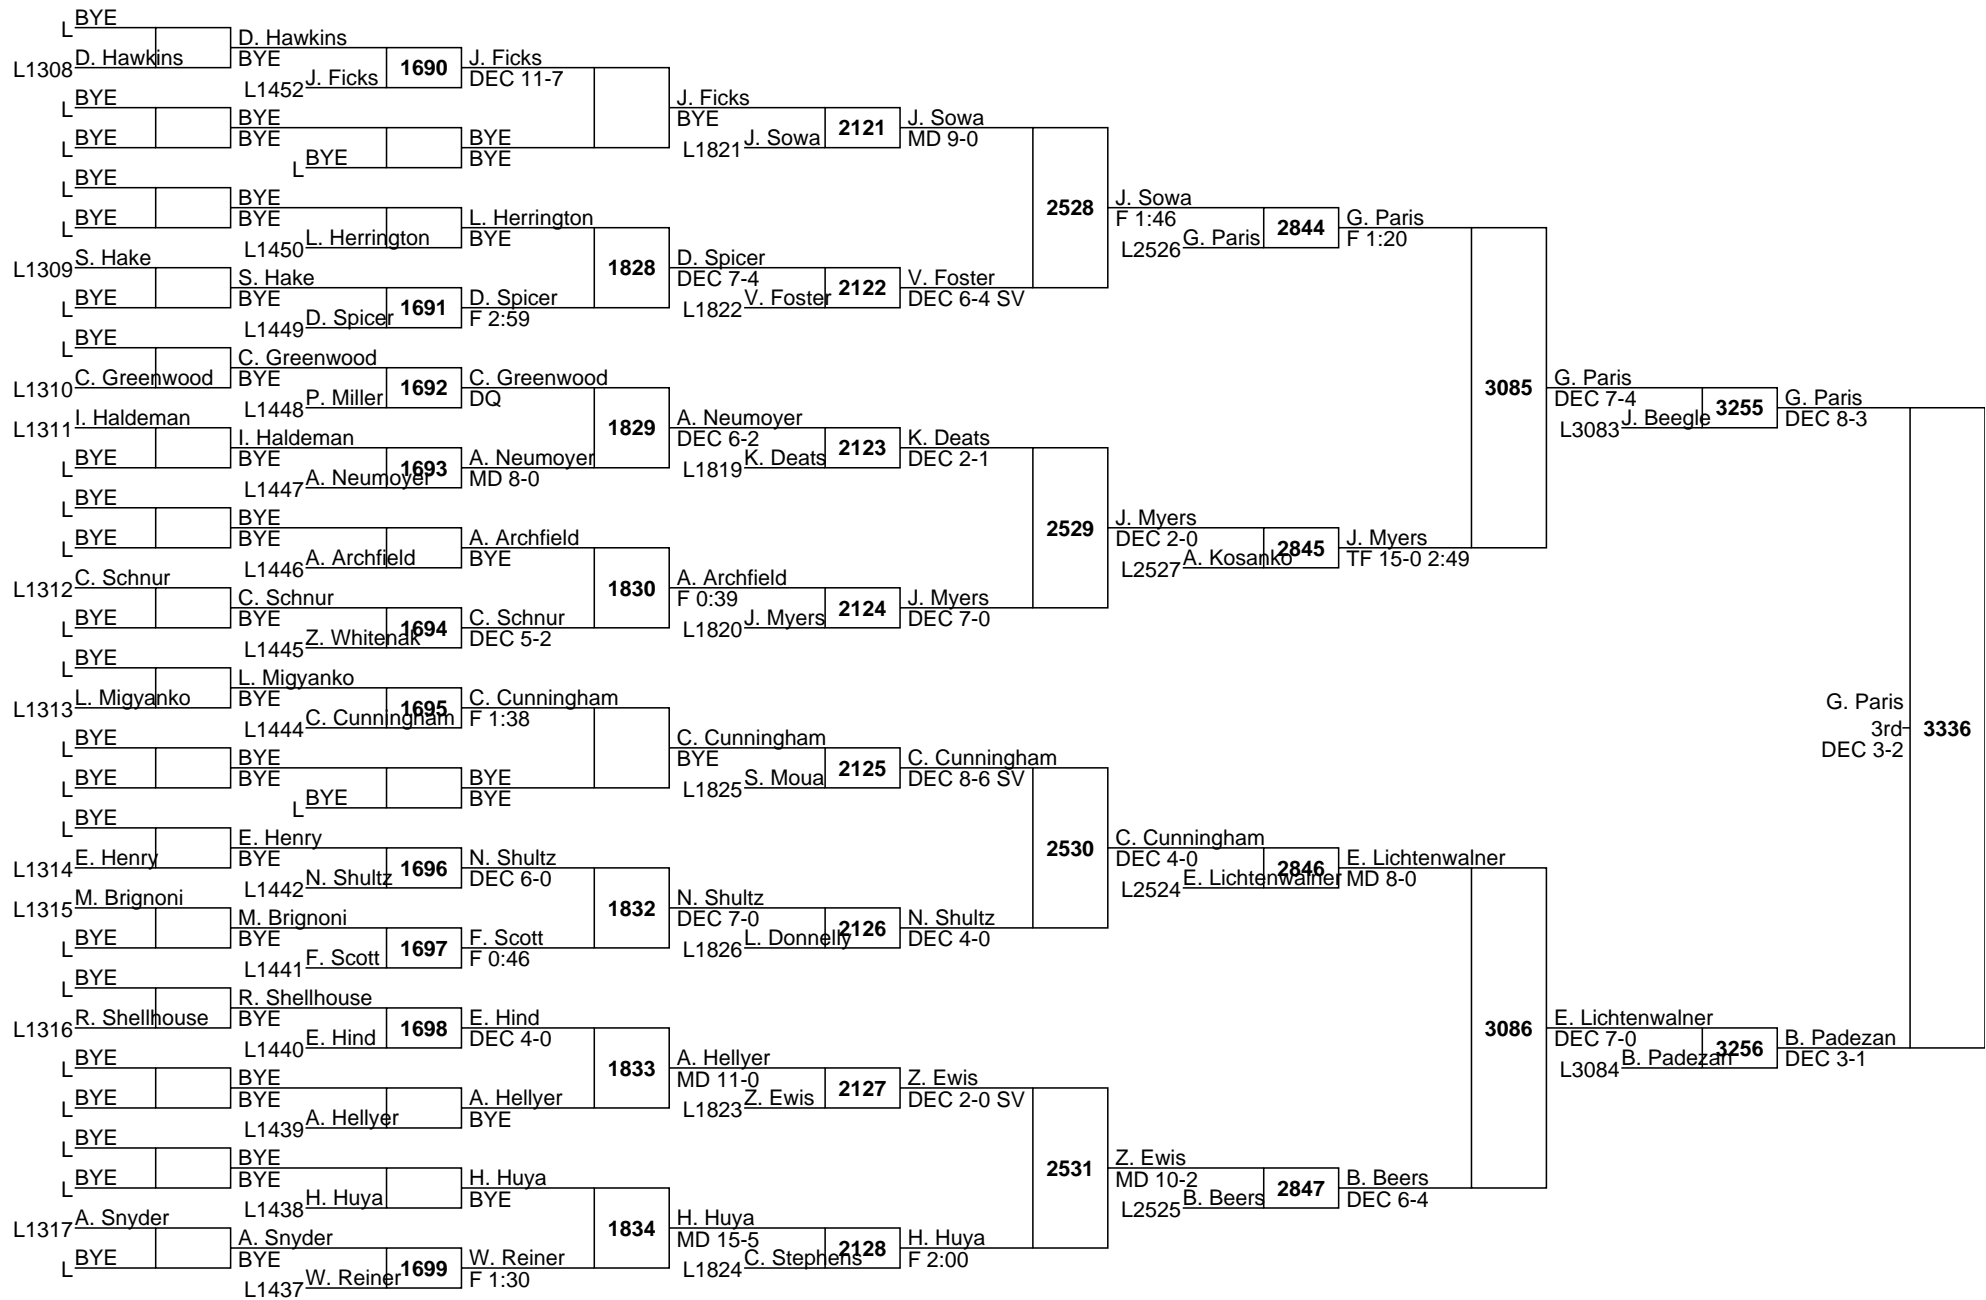 BYE
L
D. Hawkins
L1308
BYE
L
BYE
L
BYE
L
BYE
L
S. Hake
L1309
BYE
L
BYE
L
C. Greenwood
L1310
I. Haldeman
L1311
BYE
L
BYE
L
BYE
L
C. Schnur
L1312
BYE
L
BYE
L
L. Migyanko
L1313
BYE
L
BYE
L
BYE
L
E. Henry
L1314
M. Brignoni
L1315
BYE
L
BYE
L
R. Shellhouse
L1316
BYE
L
BYE
L
BYE
L
BYE
L
A. Snyder
L1317
BYE
L
D. Hawkins
BYE
L1452 J. Ficks
1690
BYE
BYE
L BYE
BYE
BYE
L1450 L. Herrington
S. Hake
BYE
L1449 D. Spicer
1691
C. Greenwood
BYE
L1448 P. Miller
1692
I. Haldeman
BYE
L1447 A. Neumoyer
1693
BYE
BYE
L1446 A. Archfield
C. Schnur
BYE
L1445 Z. Whitenak
1694
L. Migyanko
BYE
L1444 C. Cunningham
1695
BYE
BYE
L BYE
E. Henry
BYE
L1442 N. Shultz
1696
M. Brignoni
BYE
L1441 F. Scott
1697
R. Shellhouse
BYE
L1440 E. Hind
1698
BYE
BYE
L1439 A. Hellyer
BYE
BYE
L1438 H. Huya
A. Snyder
BYE
L1437 W. Reiner
1699
J. Ficks
DEC 11-7
BYE
BYE
L. Herrington
BYE
1828
D. Spicer
F 2:59
C. Greenwood
DQ
1829
A. Neumoyer
MD 8-0
A. Archfield
BYE
1830
C. Schnur
DEC 5-2
C. Cunningham
F 1:38
BYE
BYE
N. Shultz
DEC 6-0
1832
F. Scott
F 0:46
E. Hind
DEC 4-0
1833
A. Hellyer
BYE
H. Huya
BYE
1834
W. Reiner
F 1:30
J. Ficks
BYE
L1821 J. Sowa
2121
D. Spicer
DEC 7-4
L1822 V. Foster
2122
A. Neumoyer
DEC 6-2
L1819 K. Deats
2123
A. Archfield
F 0:39
L1820 J. Myers
2124
C. Cunningham
BYE
L1825 S. Moua
2125
N. Shultz
DEC 7-0
L1826 L. Donnelly
2126
A. Hellyer
MD 11-0
L1823 Z. Ewis
2127
H. Huya
MD 15-5
L1824 C. Stephens
2128
J. Sowa
MD 9-0
2528
V. Foster
DEC 6-4 SV
K. Deats
DEC 2-1
2529
J. Myers
DEC 7-0
C. Cunningham
DEC 8-6 SV
2530
N. Shultz
DEC 4-0
Z. Ewis
DEC 2-0 SV
2531
H. Huya
F 2:00
J. Sowa
F 1:46
L2526 G. Paris
2844
J. Myers
DEC 2-0
L2527 A. Kosanko
2845
C. Cunningham
DEC 4-0
L2524 E. Lichtenwalner
2846
Z. Ewis
MD 10-2
L2525 B. Beers
2847
G. Paris
F 1:20
3085
J. Myers
TF 15-0 2:49
E. Lichtenwalner
MD 8-0
3086
B. Beers
DEC 6-4
G. Paris
DEC 7-4
L3083 J. Beegle
3255
E. Lichtenwalner
DEC 7-0
L3084 B. Padezan
3256
G. Paris
DEC 8-3
B. Padezan
DEC 3-1
G. Paris
3rd
DEC 3-2
3336